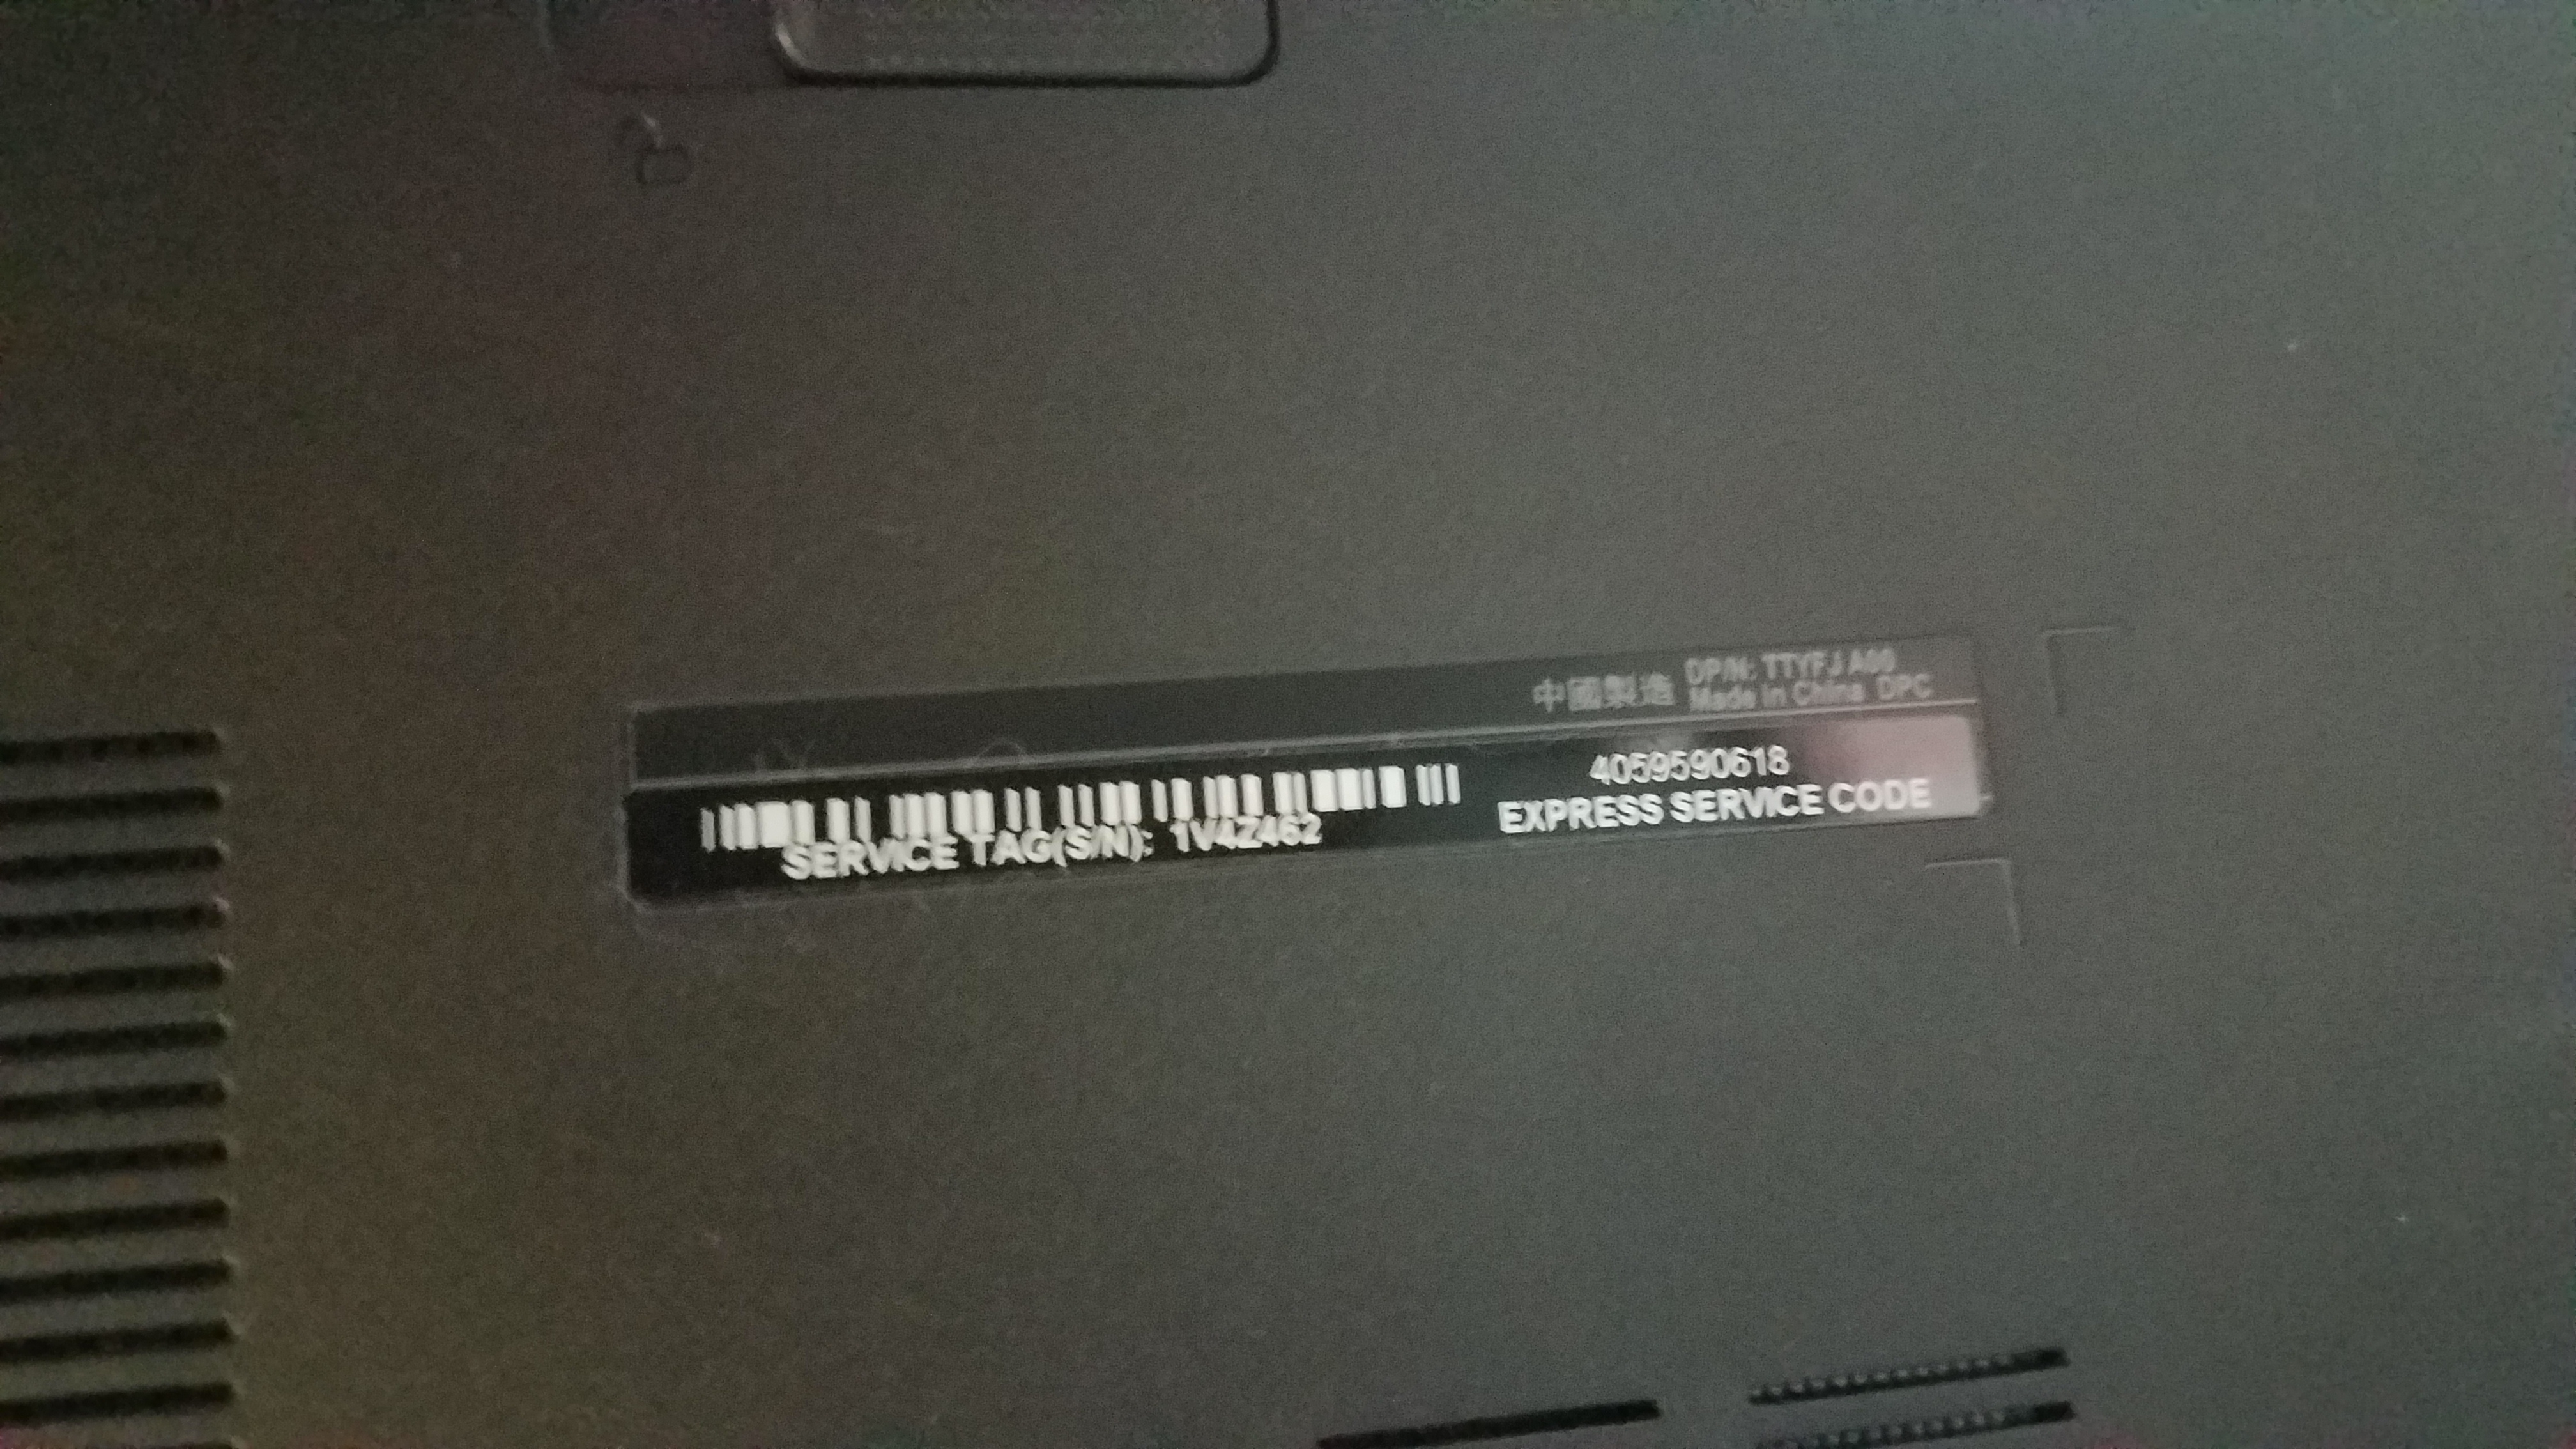 中國製造
DP/N: TTYFJ A00
Made in China DPC
4059590618
EXPRESS SERVICE CODE
SERVICE TAG(S/N): 1V4Z462